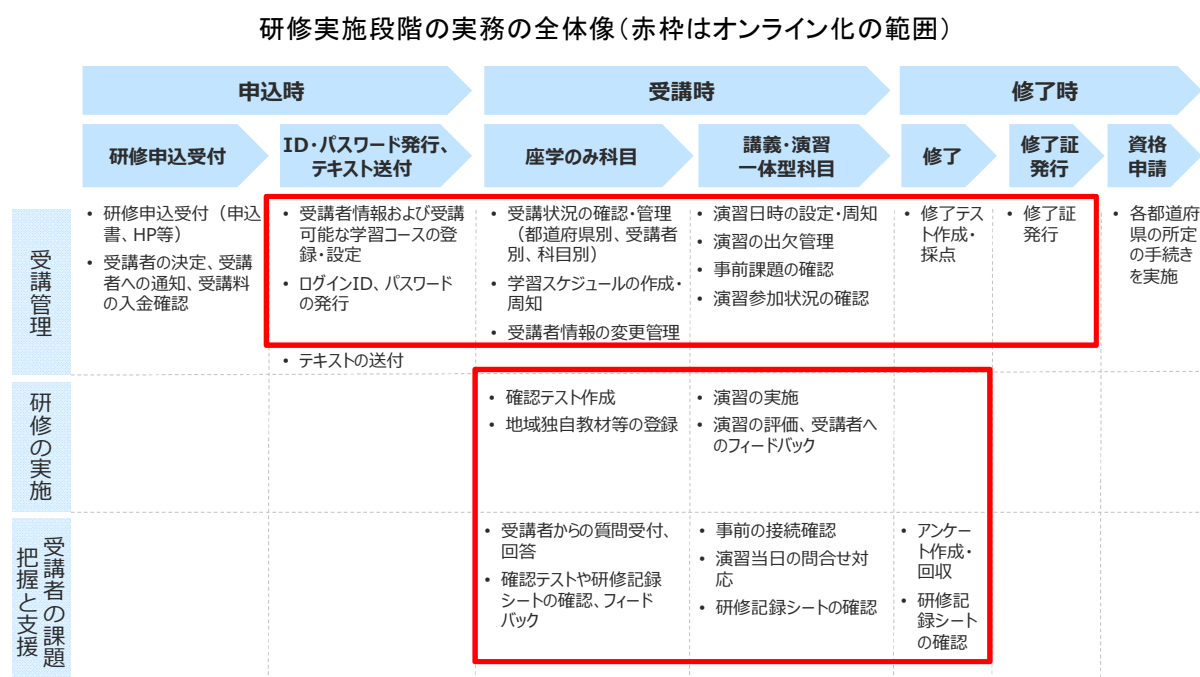 研修実施段階の実務の全体像(赤枠はオンライン化の範囲)
申込時
受講時
修了時
研修申込受付
ID・パスワード発行、
テキスト送付
座学のみ科目
講義・演習
一体型科目
修了
修了証
発行
資格
申請
受講管理
• 研修申込受付(申込
書、HP等)
• 受講者の決定、受講
者への通知、受講料
の入金確認
• 受講者情報および受講
可能な学習コースの登
録・設定
• ログインID、パスワード
の発行
• テキストの送付
• 受講状況の確認・管理
(都道府県別、受講者
別、科目別)
• 学習スケジュールの作成・
周知
• 受講者情報の変更管理
• 演習日時の設定・周知
• 演習の出欠管理
• 事前課題の確認
• 演習参加状況の確認
• 修了テス
ト作成・
採点
• 修了証
発行
• 各都道府
県の所定
の手続き
を実施
研修の実施
• 確認テスト作成
• 地域独自教材等の登録
• 演習の実施
• 演習の評価、受講者へ
のフィードバック
受講者の課題
把握と支援
• 受講者からの質問受付、
回答
• 確認テストや研修記録
シートの確認、フィード
バック
• 事前の接続確認
• 演習当日の問合せ対
応
• 研修記録シートの確認
• アンケー
ト作成・
回収
• 研修記
録シート
の確認